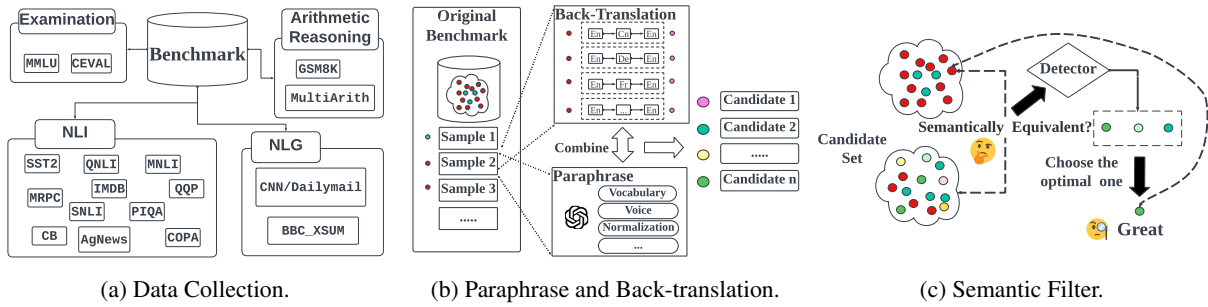 Examination
MMLU
CEVAL
Benchmark
Arithmetic
Reasoning
GSM8K
MultiArith
NLI
SST2
QNLI
MNLI
MRPC
IMDB
QQP
SNLI
PIQA
CB
AgNews
COPA
NLG
CNN/Dailymail
BBC_XSUM
(a) Data Collection.
Original
Benchmark
Sample 1
Sample 2
Sample 3
.....
Back-Translation
En Cn En
En De En
En Fr En
En ... En
Combine
Paraphrase
Vocabulary
Voice
Normalization
...
Candidate 1
Candidate 2
.....
Candidate n
(b) Paraphrase and Back-translation.
Detector
Semantically Equivalent?
Candidate
Set
Choose the
optimal one
Great
(c) Semantic Filter.